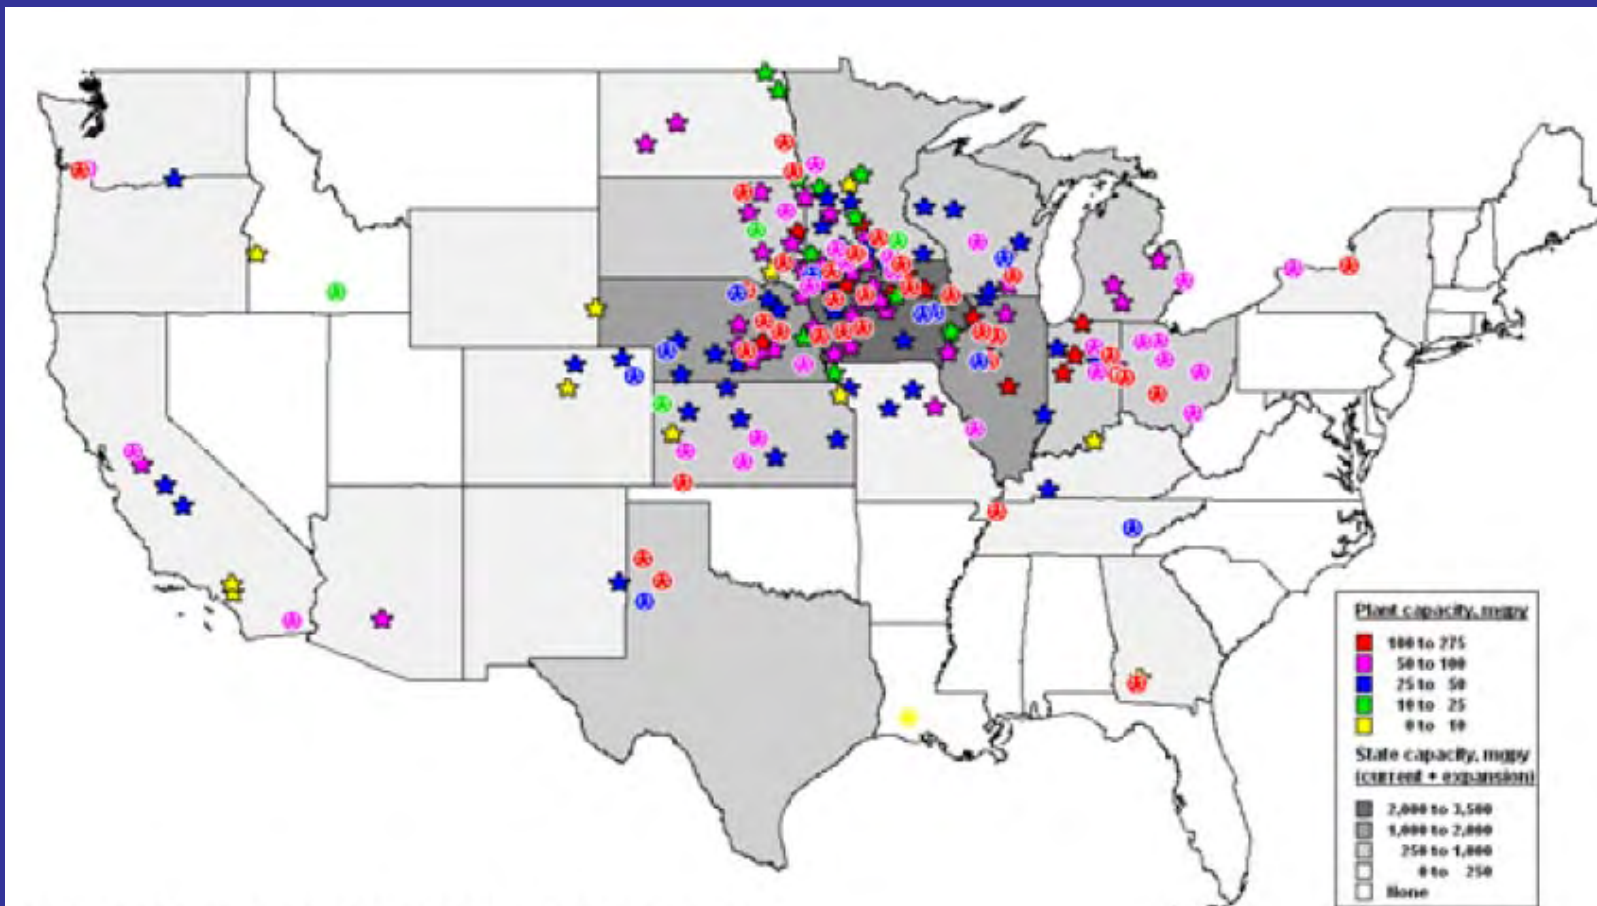 Plant capacity, mgpy
100 to 275
50 to 100
25 to 50
10 to 25
0 to 10
State capacity, mgpy
(current + expansion)
2,000 to 3,500
1,000 to 2,000
250 to 1,000
0 to 250
None